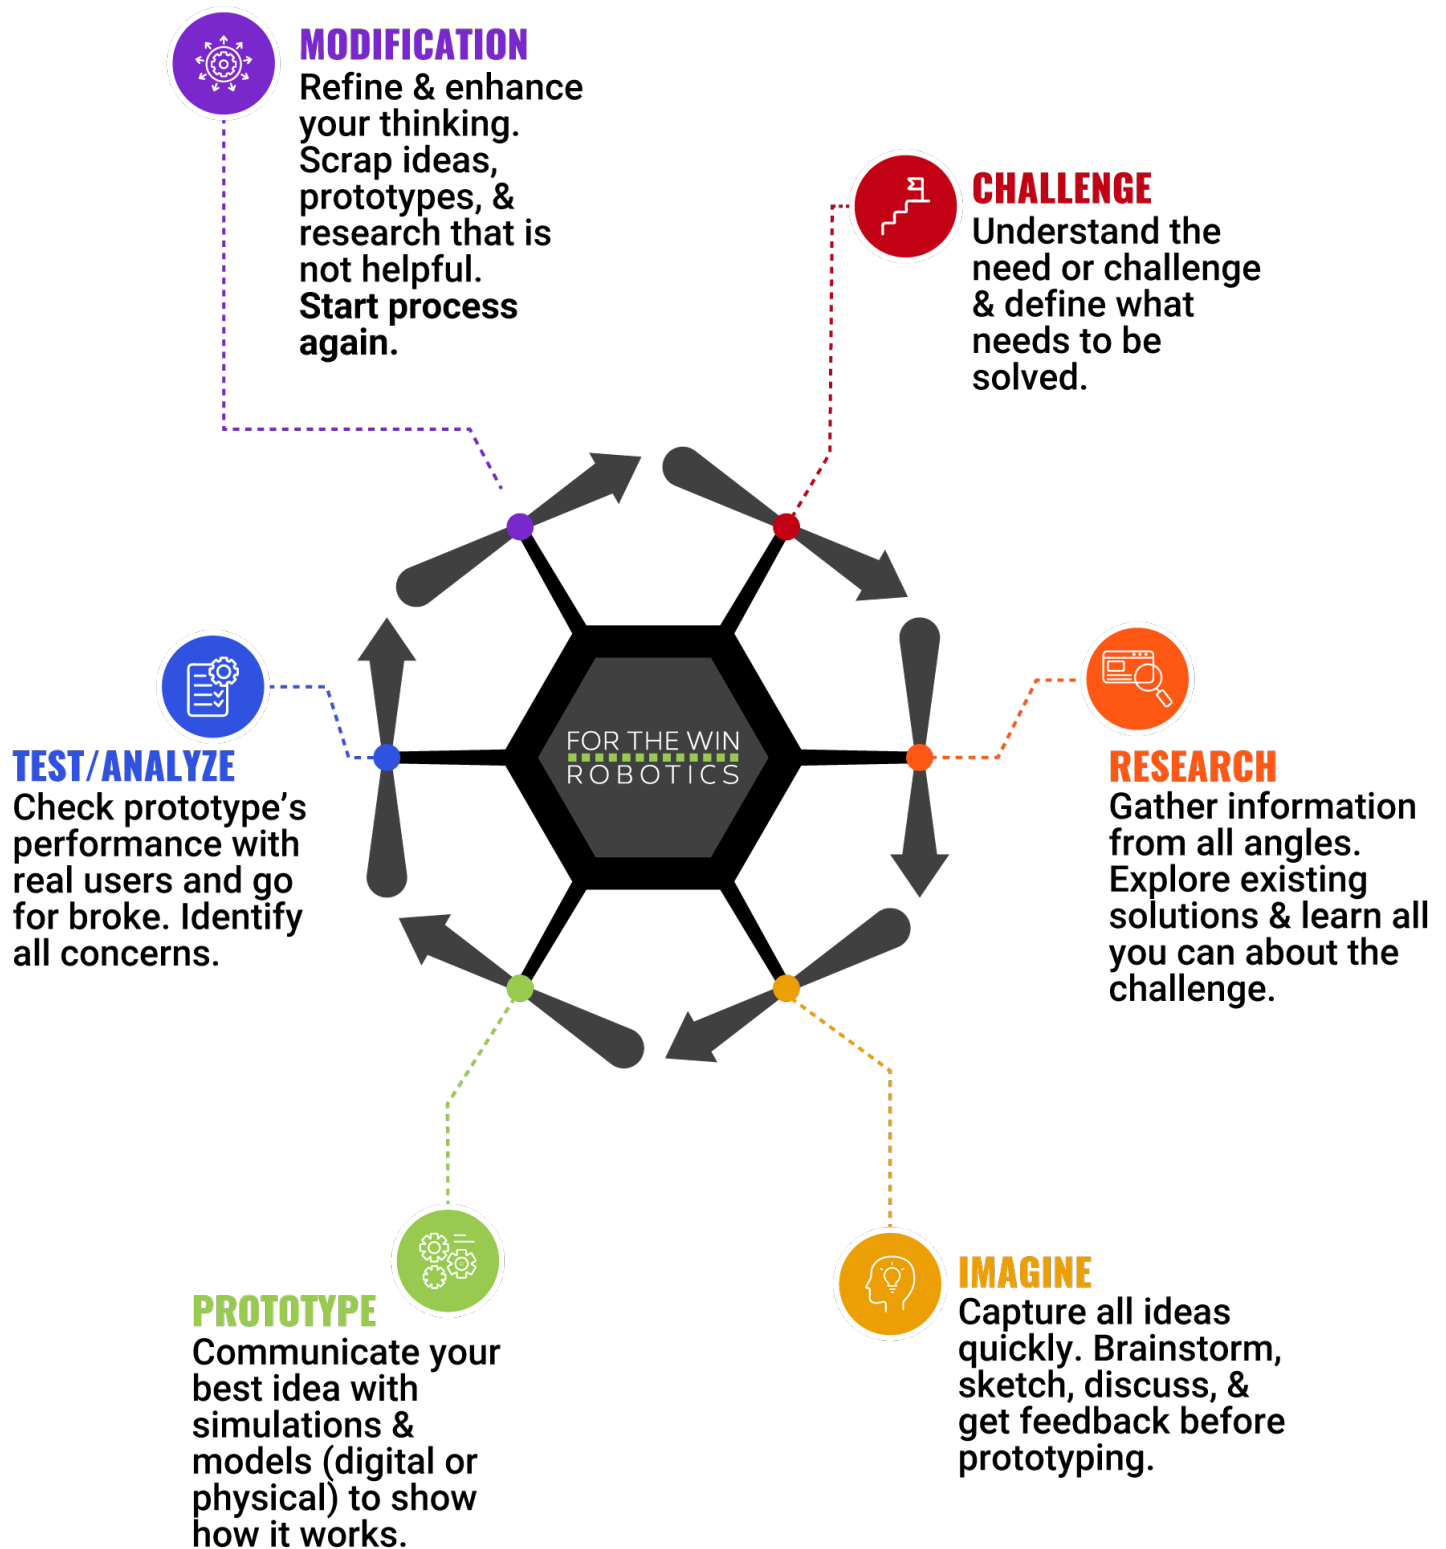 MODIFICATION
Refine & enhance
your thinking.
Scrap ideas,
prototypes, &
research that is
not helpful.
Start process
again.
CHALLENGE
Understand the
need or challenge
& define what
needs to be
solved.
RESEARCH
Gather information
from all angles.
Explore existing
solutions & learn all
you can about the
challenge.
IMAGINE
Capture all ideas
quickly. Brainstorm,
sketch, discuss, &
get feedback before
prototyping.
PROTOTYPE
Communicate your
best idea with
simulations &
models (digital or
physical) to show
how it works.
TEST/ANALYZE
Check prototype’s
performance with
real users and go
for broke. Identify
all concerns.
FOR THE WIN
ROBOTICS